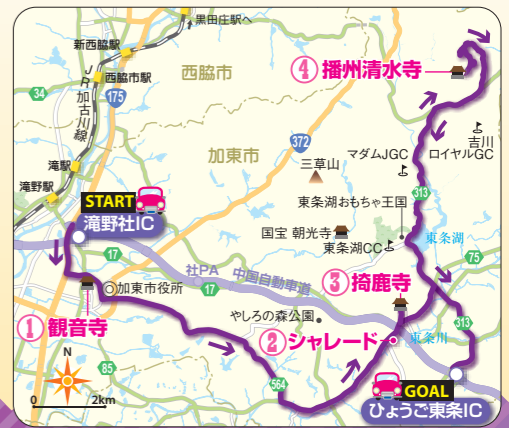 黒田庄駅へ
新西脇駅
西脇市
西脇市駅
JR加古川線
175
34
④播州清水寺
372
加東市
滝駅
三草山
マダムJGC
吉川
ロイヤルGC
滝野駅
START
滝野社IC
東条湖おもちゃ王国
313
国宝 朝光寺
東条湖CC
東条湖
75
17
社PA 中国自動車道
加東市役所
17
③掎鹿寺
①観音寺
やしろの森公園
②シャレード
東条川
313
N
85
564
GOAL
ひょうご東条IC
0 2km